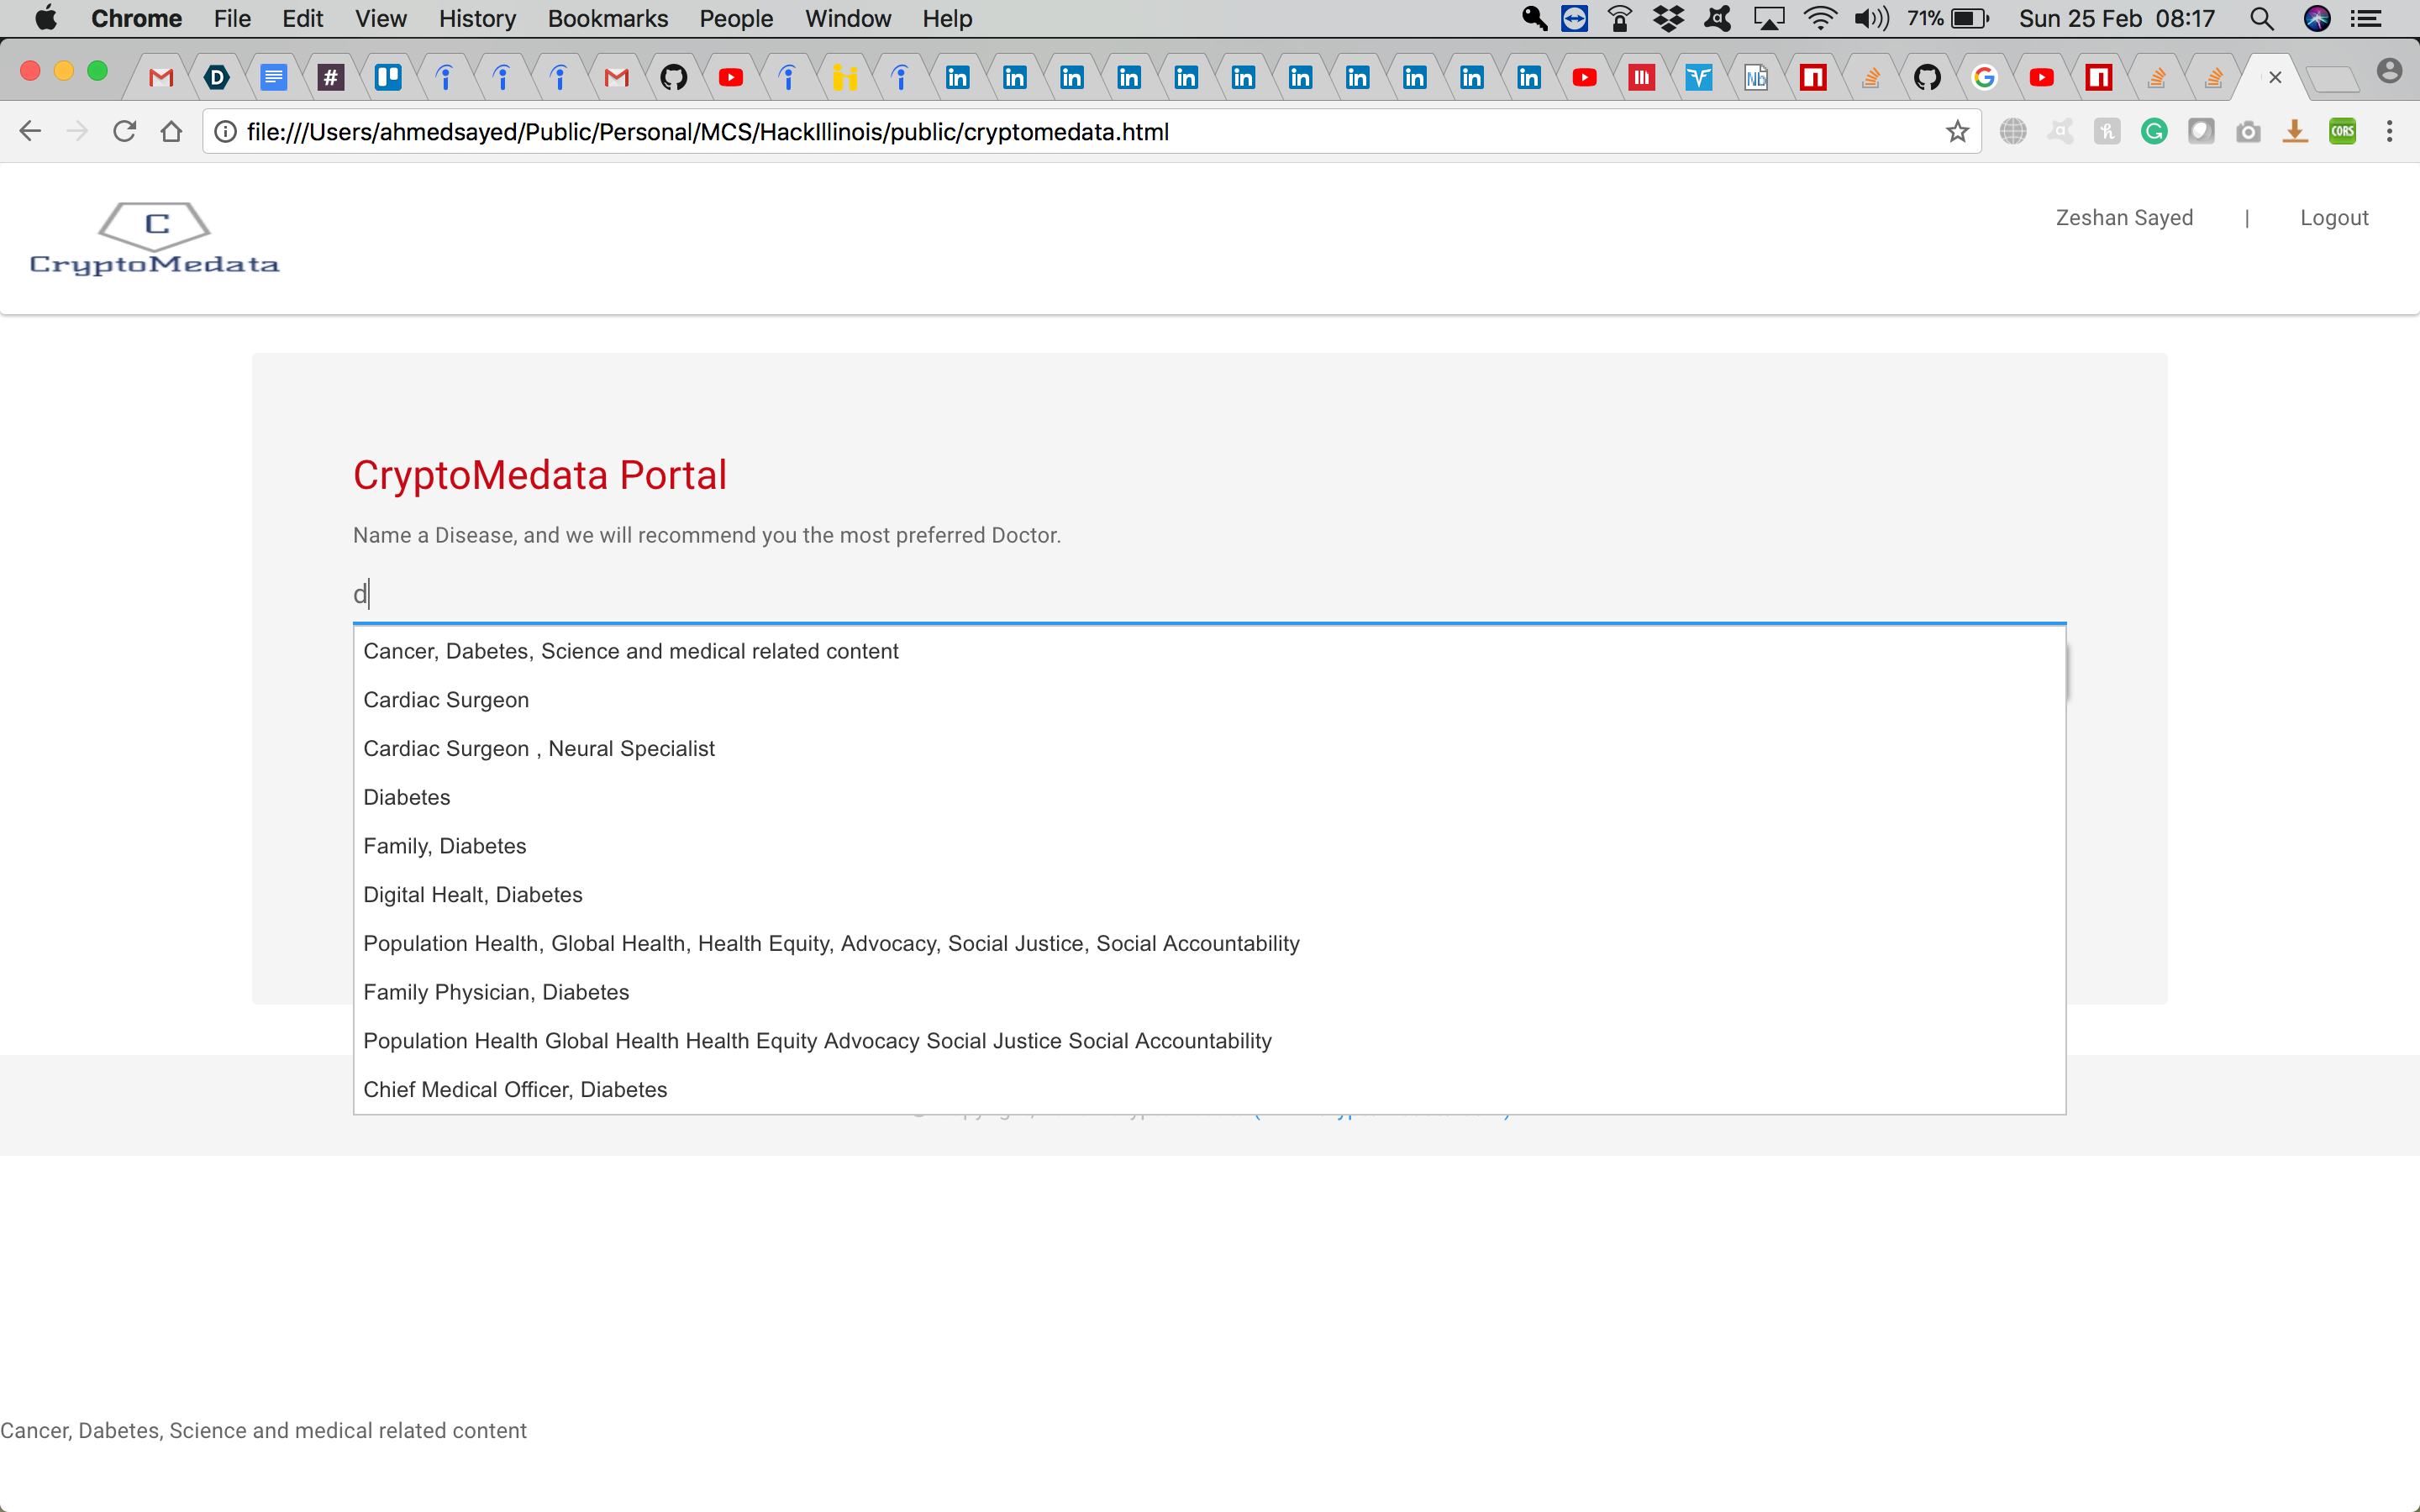 Chrome File Edit View History Bookmarks People Window Help 71% Sun 25 Feb 08:17
file:///Users/ahmedsayed/Public/Personal/MCS/HackIllinois/public/cryptomedata.html
CORS
C
CryptoMedata
Zeshan Sayed | Logout
CryptoMedata Portal
Name a Disease, and we will recommend you the most preferred Doctor.
d
Cancer, Dabetes, Science and medical related content
Cardiac Surgeon
Cardiac Surgeon , Neural Specialist
Diabetes
Family, Diabetes
Digital Healt, Diabetes
Population Health, Global Health, Health Equity, Advocacy, Social Justice, Social Accountability
Family Physician, Diabetes
Population Health Global Health Health Equity Advocacy Social Justice Social Accountability
Chief Medical Officer, Diabetes
Cancer, Dabetes, Science and medical related content